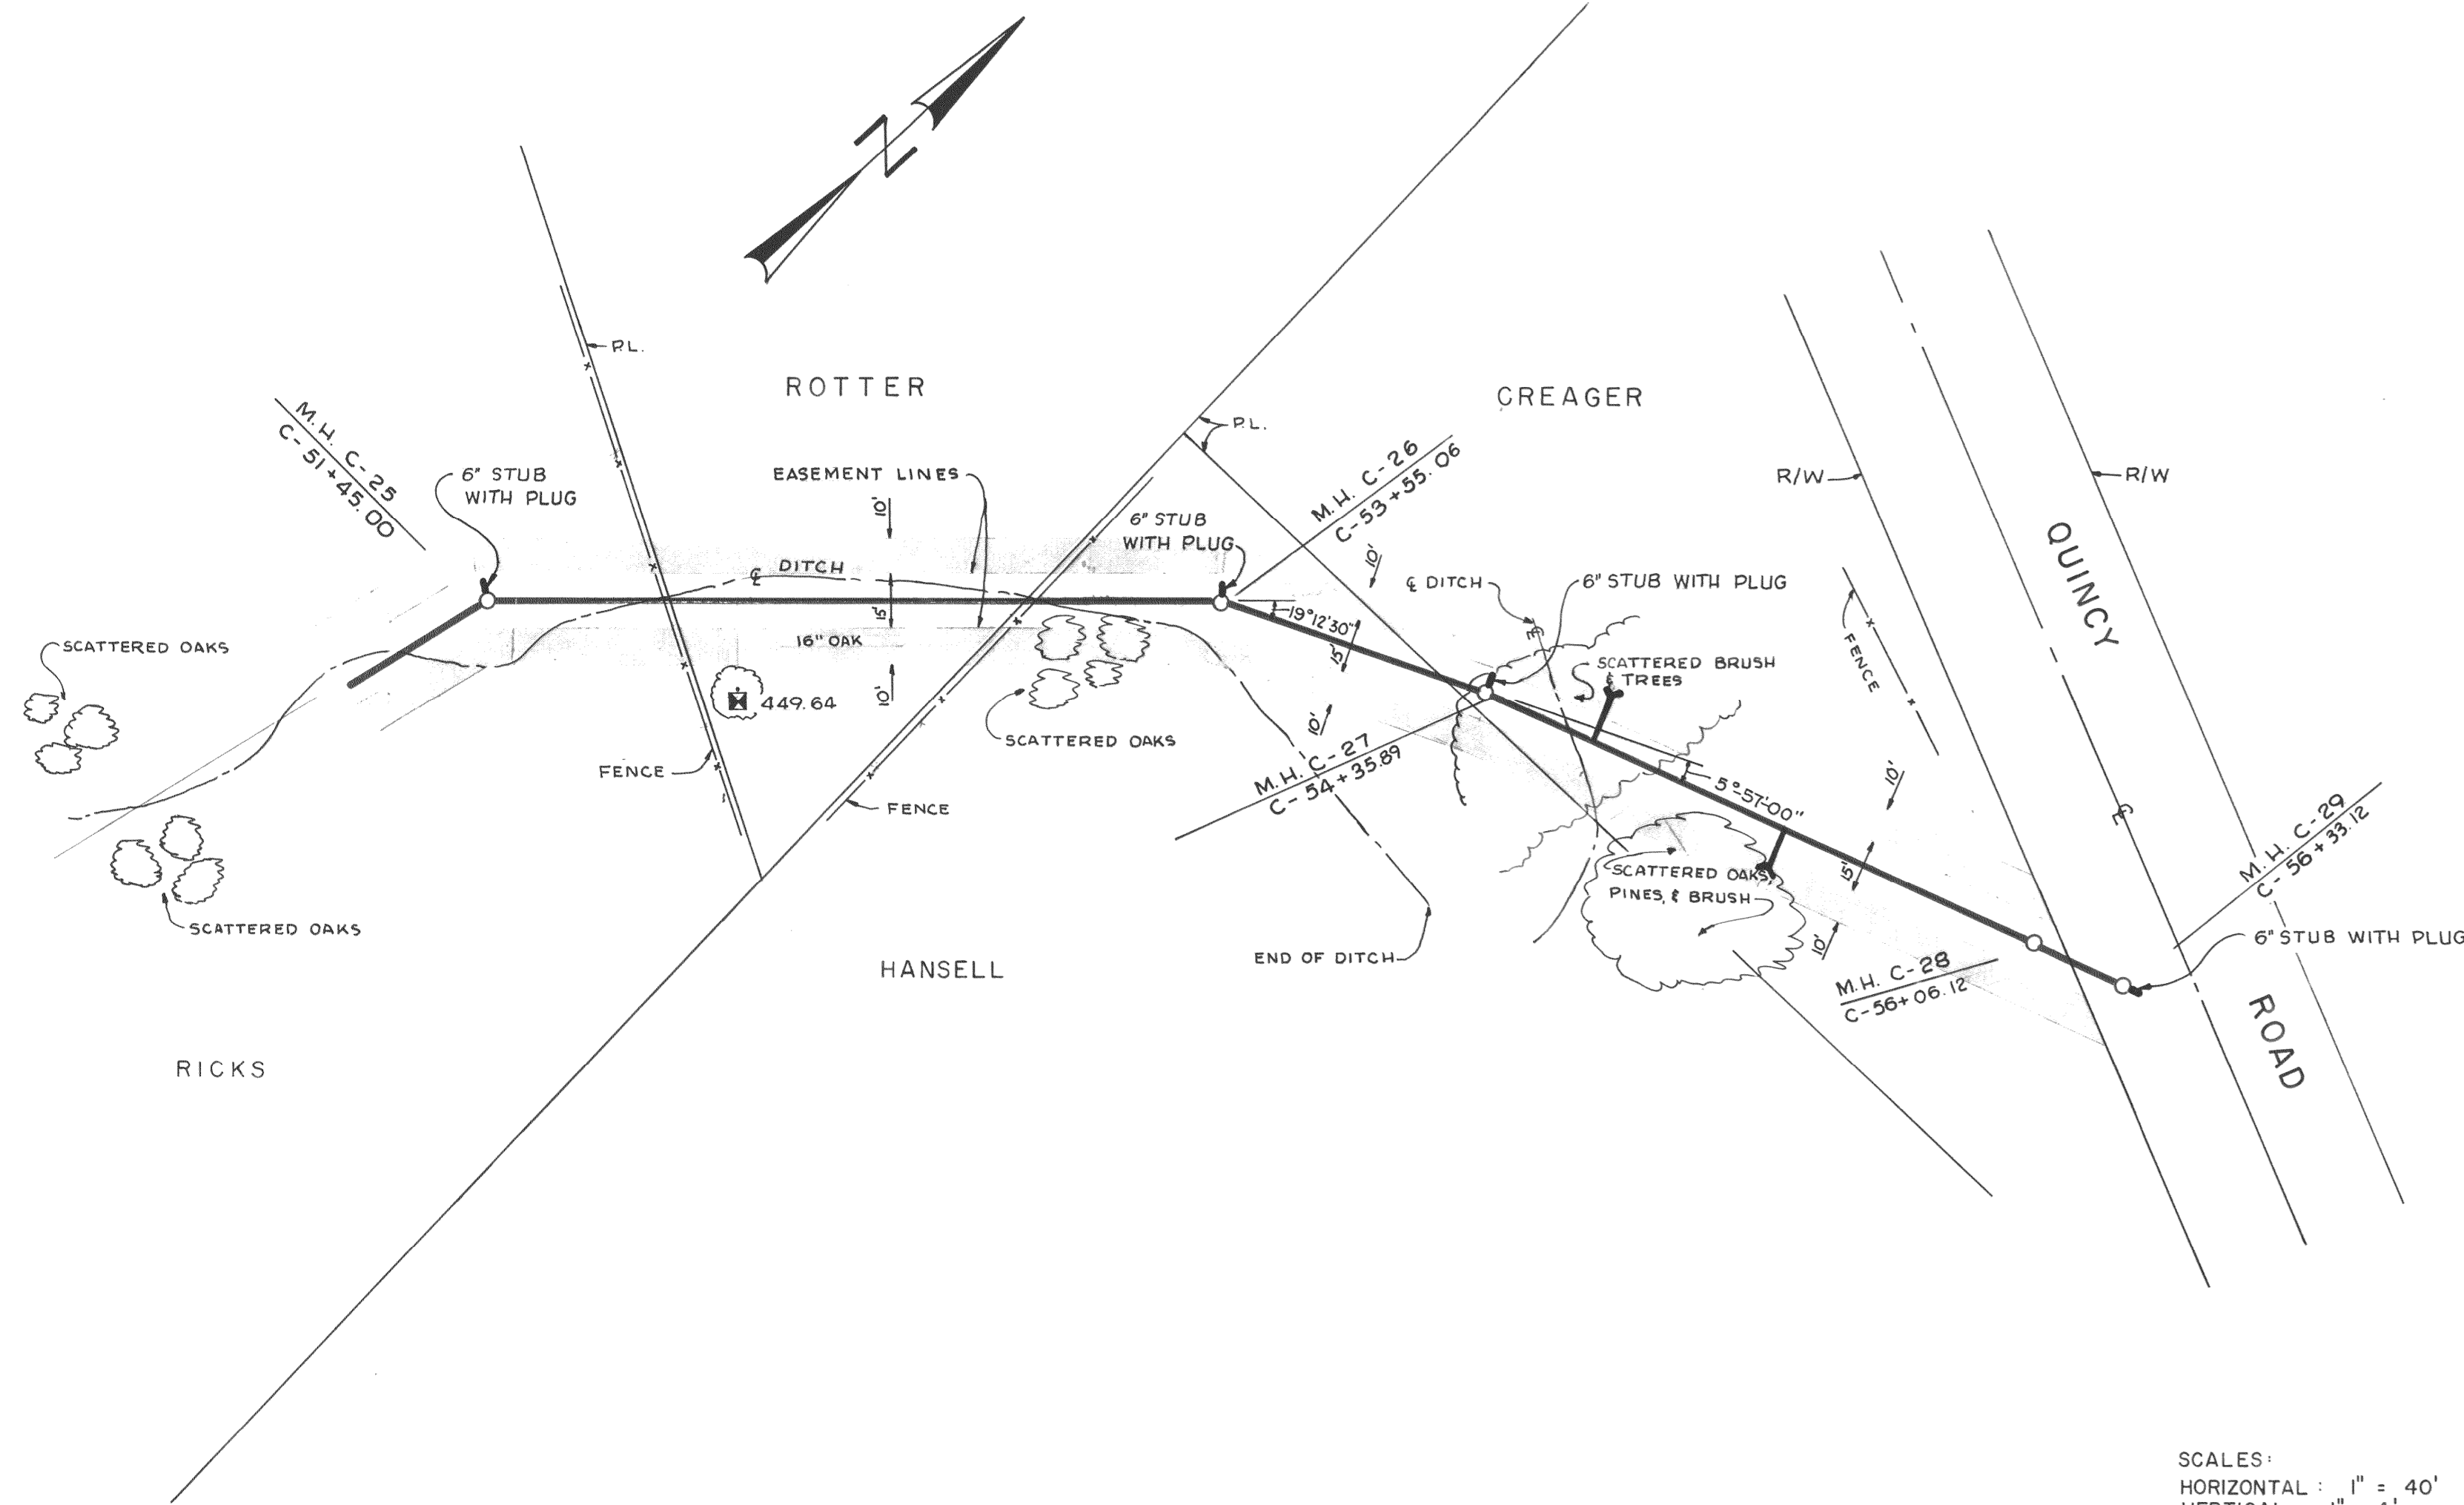 N
P.L.
ROTTER
CREAGER
M.H. C-25
C-51+45.00
6" STUB
WITH PLUG
EASEMENT LINES
10'
6" STUB
WITH PLUG
P.L.
M.H. C-26
C-53+55.06
R/W
R/W
QUINCY
℄ DITCH
15'
16" OAK
10'
449.64
SCATTERED OAKS
19°12'30"
10'
15'
10'
℄ DITCH
6" STUB WITH PLUG
SCATTERED BRUSH
& TREES
FENCE
SCATTERED OAKS
FENCE
FENCE
M.H. C-27
C-54+35.89
5°-57'-00"
10'
15'
10'
M.H. C-29
C-56+33.12
SCATTERED OAKS,
PINES, & BRUSH
SCATTERED OAKS
END OF DITCH
HANSELL
M.H. C-28
C-56+06.12
6" STUB WITH PLUG
ROAD
RICKS
SCALES:
HORIZONTAL : 1" = 40'